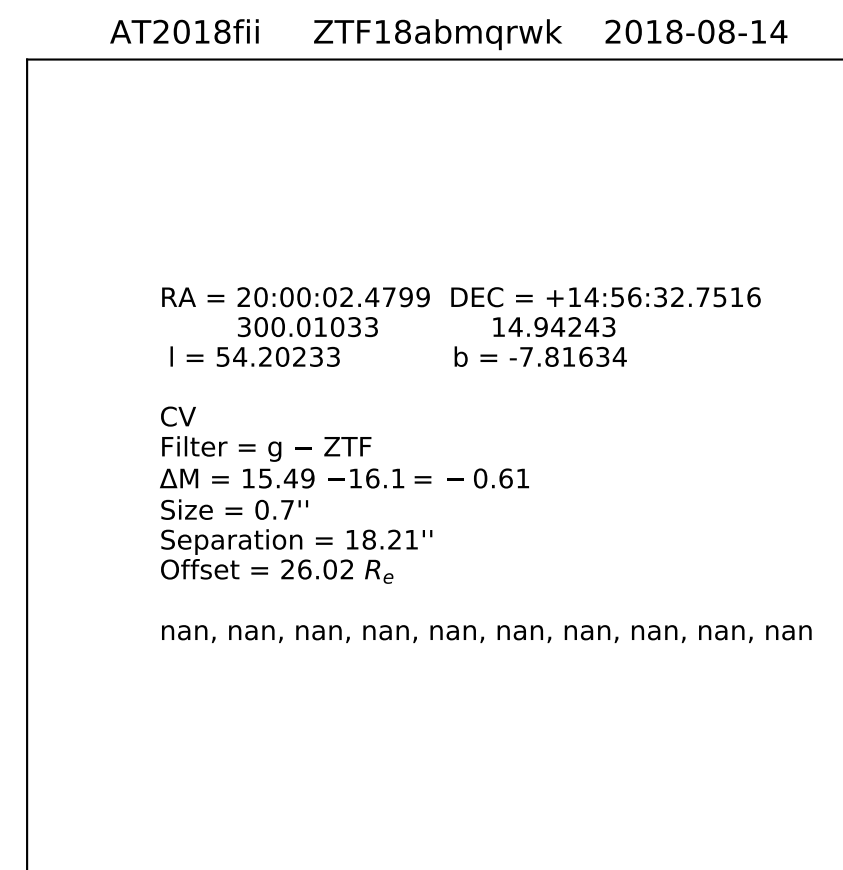 AT2018fii ZTF18abmqrwk 2018-08-14
RA = 20:00:02.4799 DEC = +14:56:32.7516
300.01033 14.94243
l = 54.20233 b = -7.81634
CV
Filter = g − ZTF
ΔM = 15.49 −16.1 = − 0.61
Size = 0.7''
Separation = 18.21''
Offset = 26.02 Rₑ
nan, nan, nan, nan, nan, nan, nan, nan, nan, nan